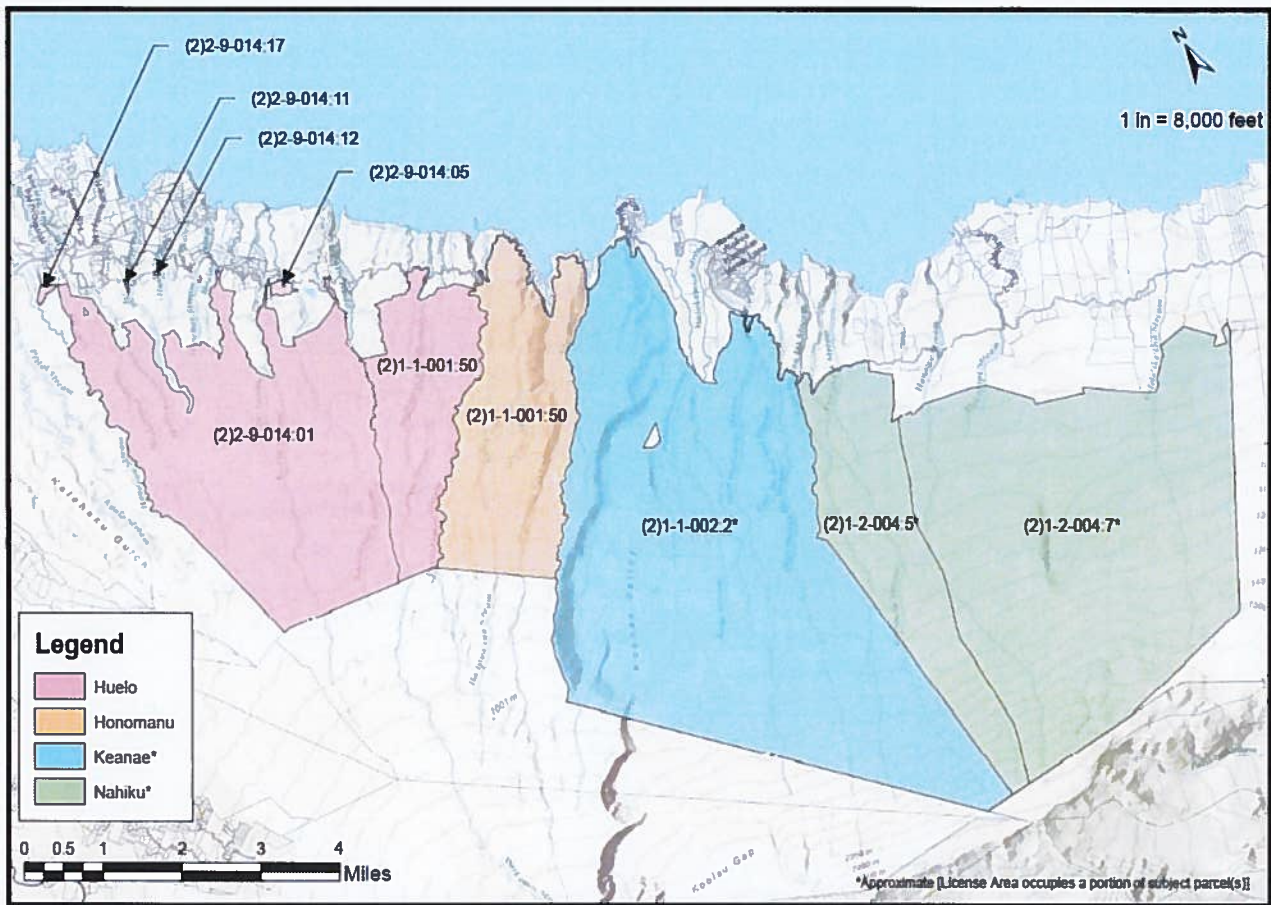 (2)2-9-014:17
N
(2)2-9-014:11
1 in = 8,000 feet
(2)2-9-014:12
(2)2-9-014:05
(2)1-1-001:50
(2)1-1-001:50
(2)2-9-014:01
(2)1-1-002:2*
(2)1-2-004:5*
(2)1-2-004:7*
Gulch
Legend
Huelo
Honomanu
Keanae*
Nahiku*
0 0.5 1 2 3 4
Miles
Koolau Gap
*Approximate [License Area occupies a portion of subject parcel(s)]